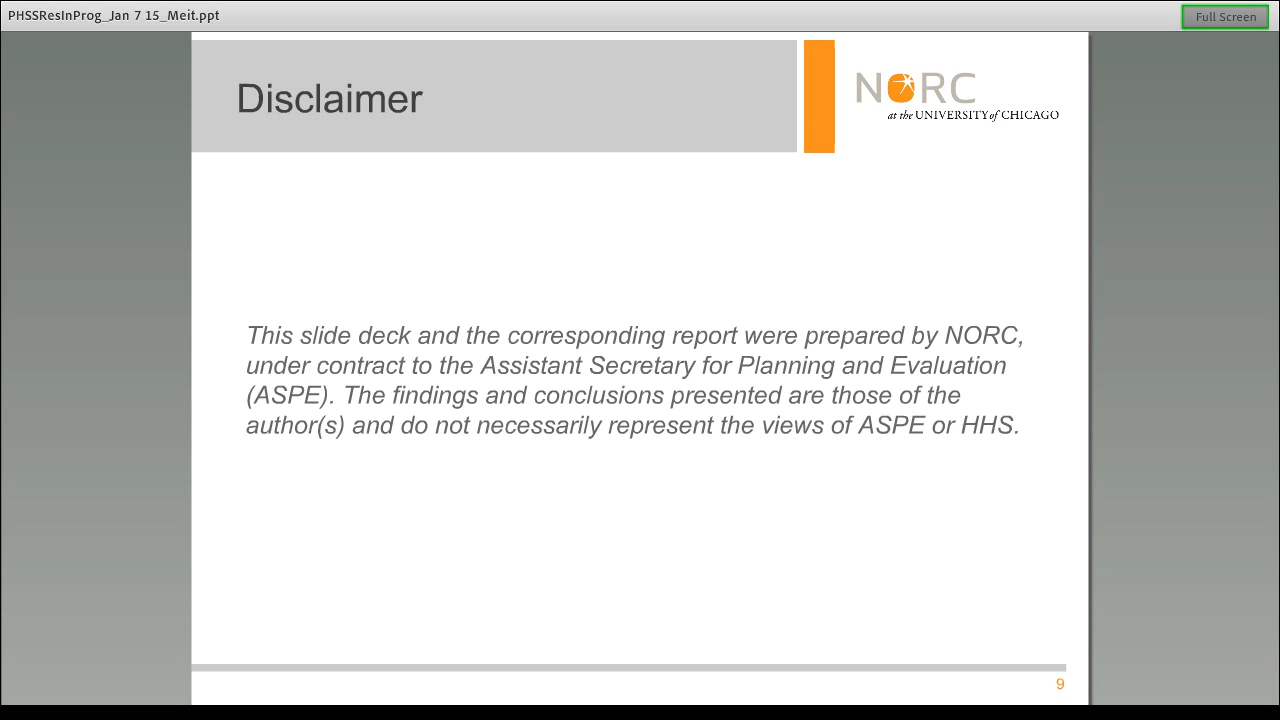 PHSSResInProg_Jan 7 15_Meit.ppt
Full Screen
Disclaimer
NORC
at the UNIVERSITY of CHICAGO
This slide deck and the corresponding report were prepared by NORC,
under contract to the Assistant Secretary for Planning and Evaluation
(ASPE). The findings and conclusions presented are those of the
author(s) and do not necessarily represent the views of ASPE or HHS.
9